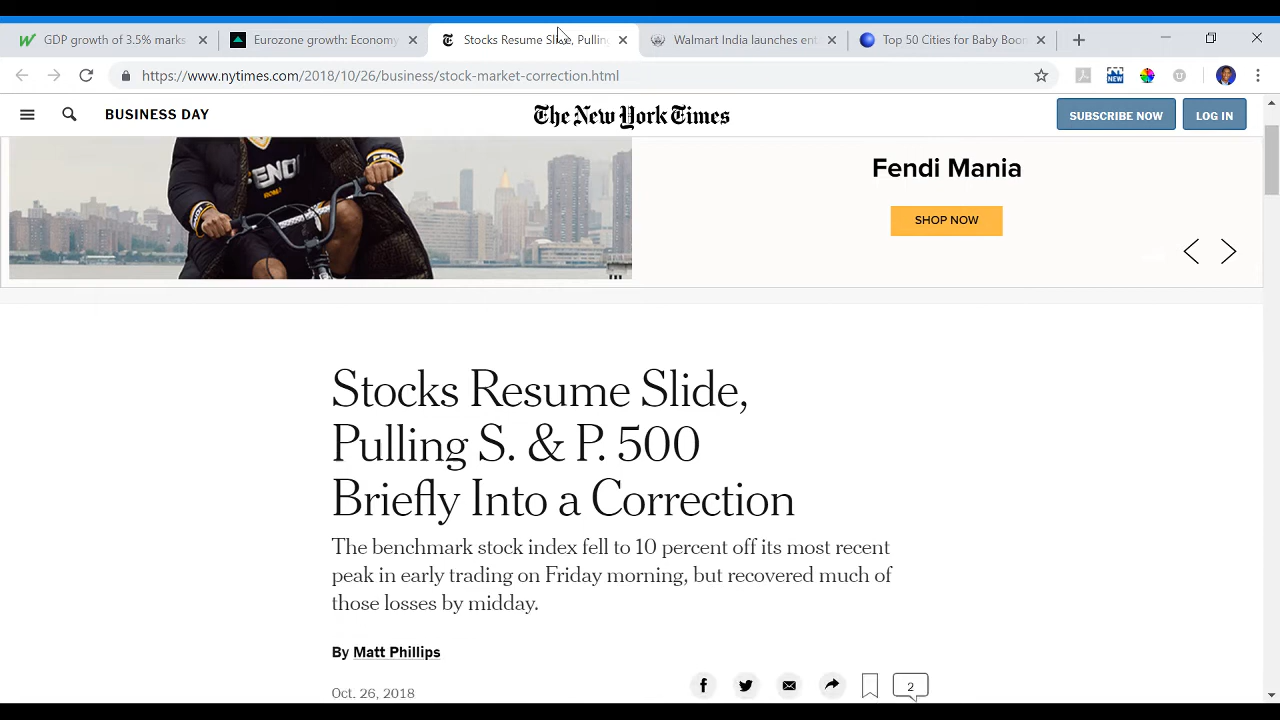 GDP growth of 3.5% marks
Eurozone growth: Economy
Stocks Resume Slide, Pulling
Walmart India launches ent
Top 50 Gifts for Baby Boom
https://www.nytimes.com/2018/10/26/business/stock-market-correction.html
NEW
BUSINESS DAY
The New York Times
SUBSCRIBE NOW
LOG IN
FENDI
ROMA
Fendi Mania
SHOP NOW
Stocks Resume Slide,
Pulling S. & P. 500
Briefly Into a Correction
The benchmark stock index fell to 10 percent off its most recent
peak in early trading on Friday morning, but recovered much of
those losses by midday.
By Matt Phillips
Oct. 26, 2018
2